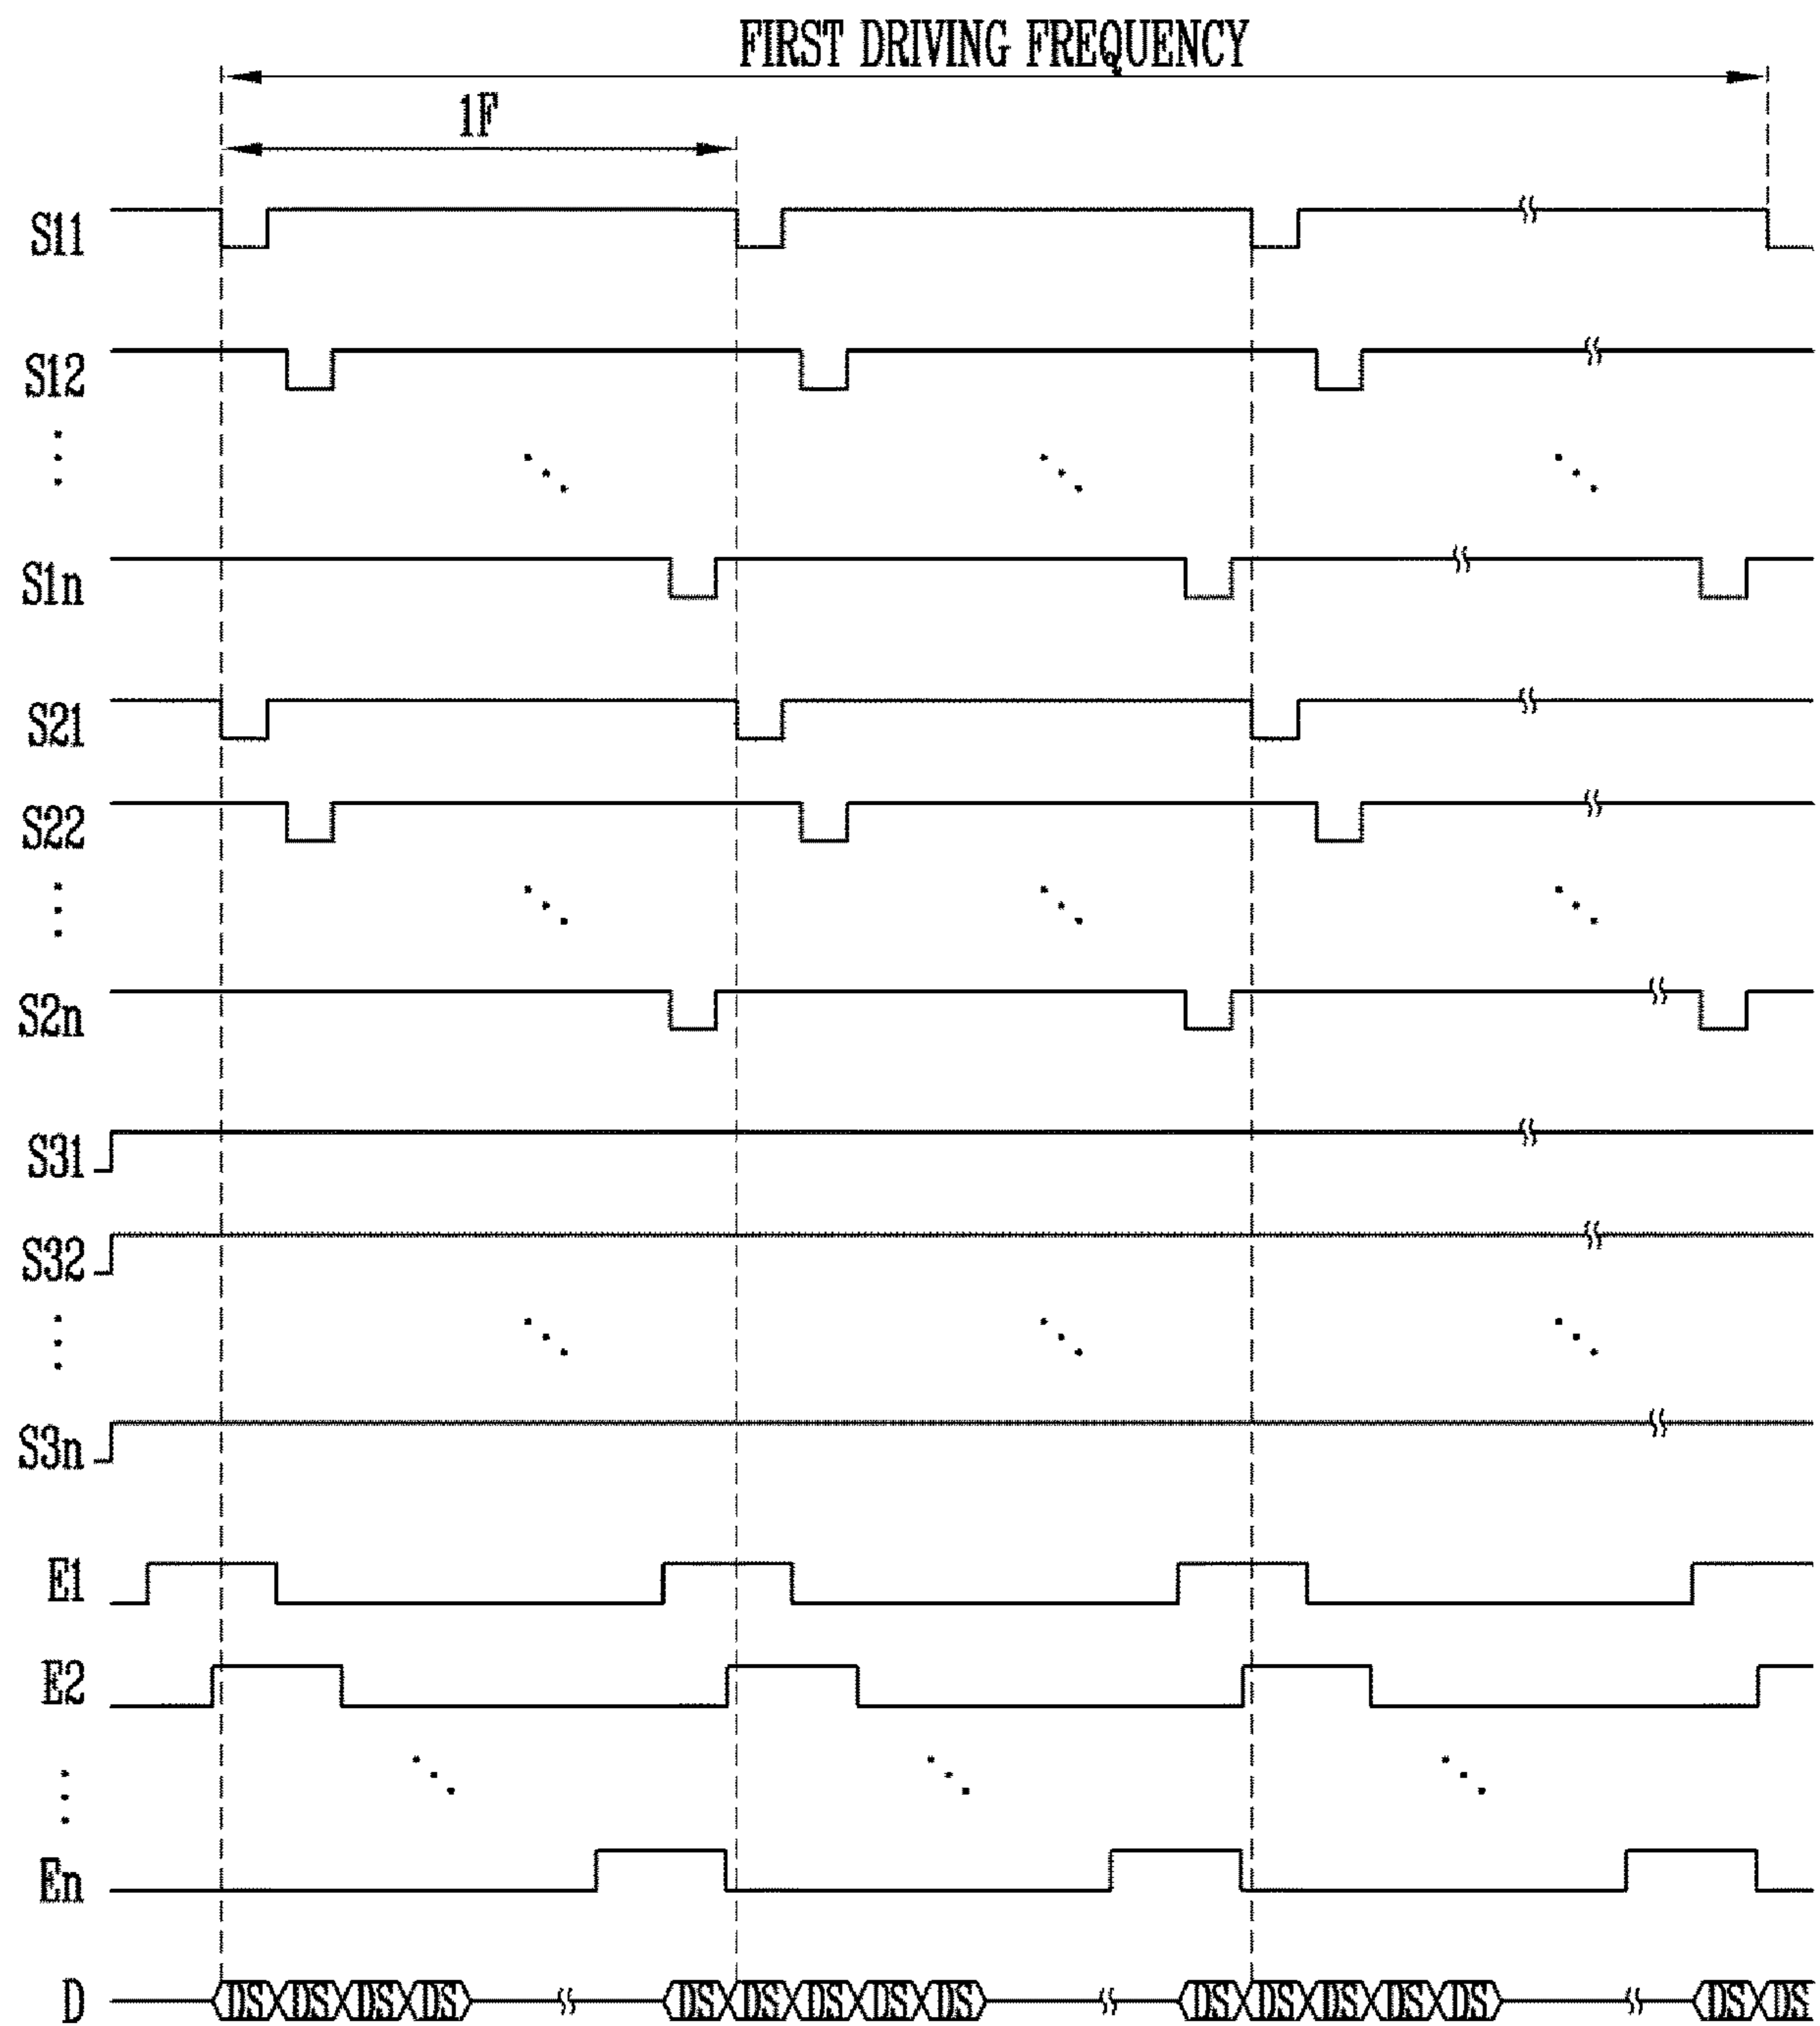 FIRST DRIVING FREQUENCY
1F
S11
S12
S1n
S21
S22
S2n
S31
S32
S3n
E1
E2
En
D DS DS DS DS DS DS DS DS DS DS DS DS DS DS DS DS